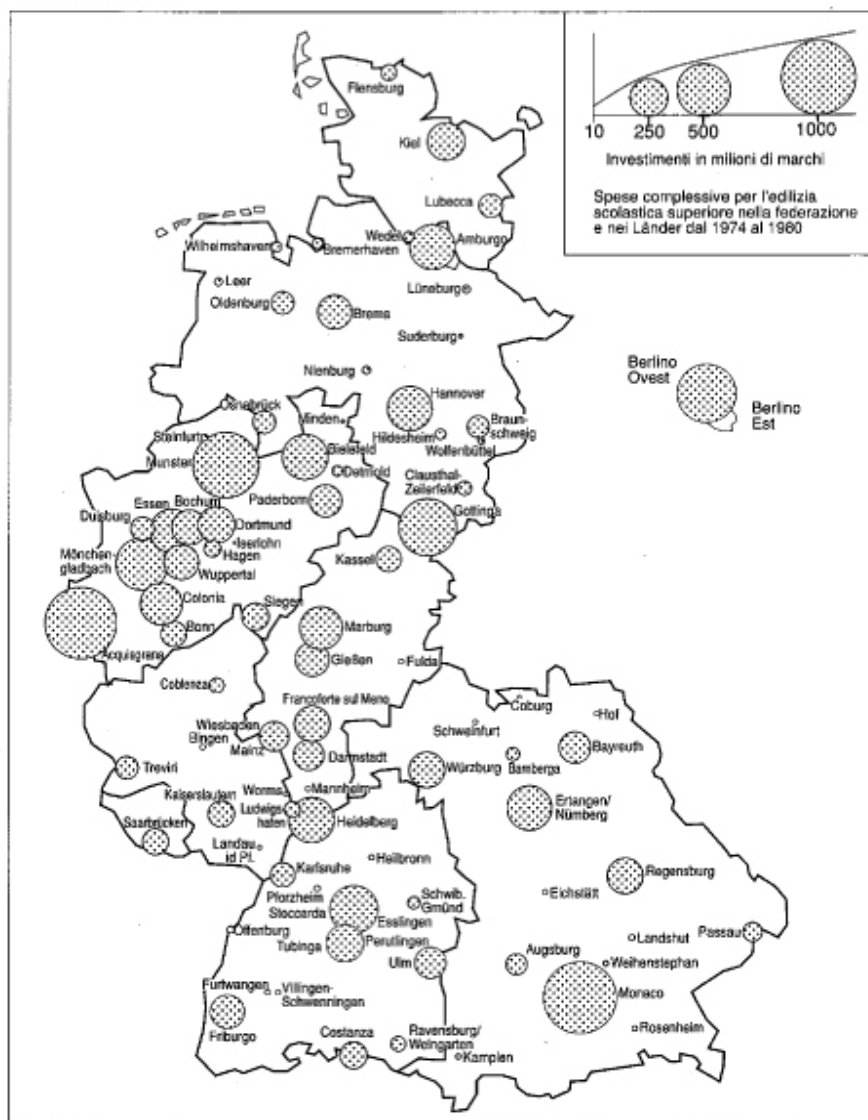 10
250
500
1000
Investimenti in milioni di marchi
Spese complessive per l'edilizia
scolastica superiore nella federazione
e nei Länder dal 1974 al 1980
Flensburg
Kiel
Lubecca
Wedel
Amburgo
Wilhelmshaven
Bremerhaven
Leer
Lüneburg
Oldenburg
Brema
Suderburg
Nienburg
Berlino
Ovest
Berlino
Est
Osnabrück
Minden
Hannover
Hildesheim
Braun-
schweig
Wolfenbüttel
Steinfurt
Munster
Bielefeld
Detmold
Clausthal-
Zellerfeld
Paderborn
Gottinga
Duisburg
Essen
Bochum
Dortmund
Iserlohn
Hagen
Mönchen-
gladbach
Wuppertal
Kassel
Colonia
Siegen
Bonn
Marburg
Acquisgrana
Gießen
Fulda
Coblenza
Coburg
Hof
Francoforte sul Meno
Schweinfurt
Wiesbaden
Bingen
Mainz
Darmstadt
Bayreuth
Bamberga
Treviri
Würzburg
Kaiserslautern
Worms
Mannheim
Ludwigs-
hafen
Heidelberg
Erlangen/
Nürnberg
Saarbrücken
Landau
i.d Pf.
Heilbronn
Karlsruhe
Regensburg
Pforzheim
Stoccarda
Schwib.
Gmünd
Eichstätt
Esslingen
Offenburg
Tubinga
Perutlingen
Landshut
Passau
Ulm
Augsburg
Weihenstephan
Furtwangen
Villingen-
Schwenningen
Monaco
Friburgo
Costanza
Ravensburg/
Weingarten
Rosenheim
Kampten